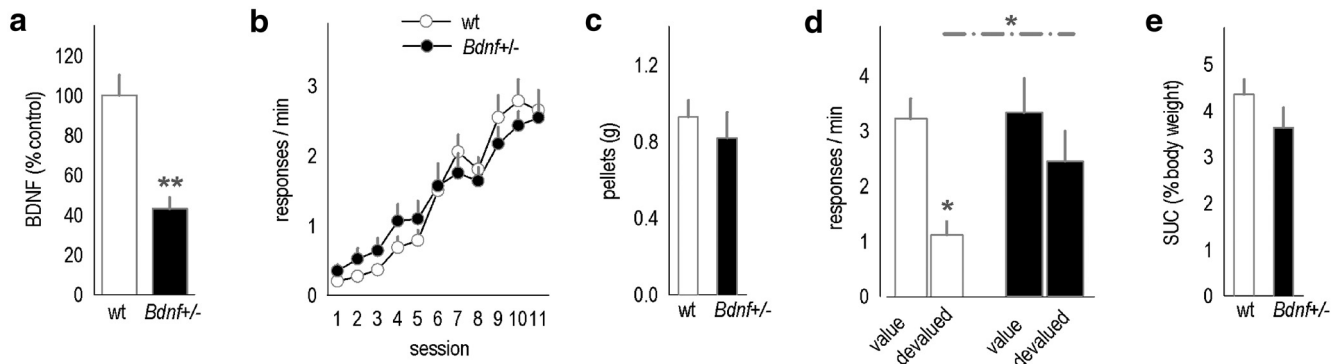 a
BDNF (% control)
120
100
80
60
40
20
0
**
wt
Bdnf+/-
b
wt
Bdnf+/-
responses / min
3
2
1
0
1 2 3 4 5 6 7 8 9 10 11
session
c
pellets (g)
1.2
0.8
0.4
0.0
wt
Bdnf+/-
d
*
responses / min
4
3
2
1
0
*
value
devalued
value
devalued
e
SUC (% body weight)
5
4
3
2
1
0
wt
Bdnf+/-